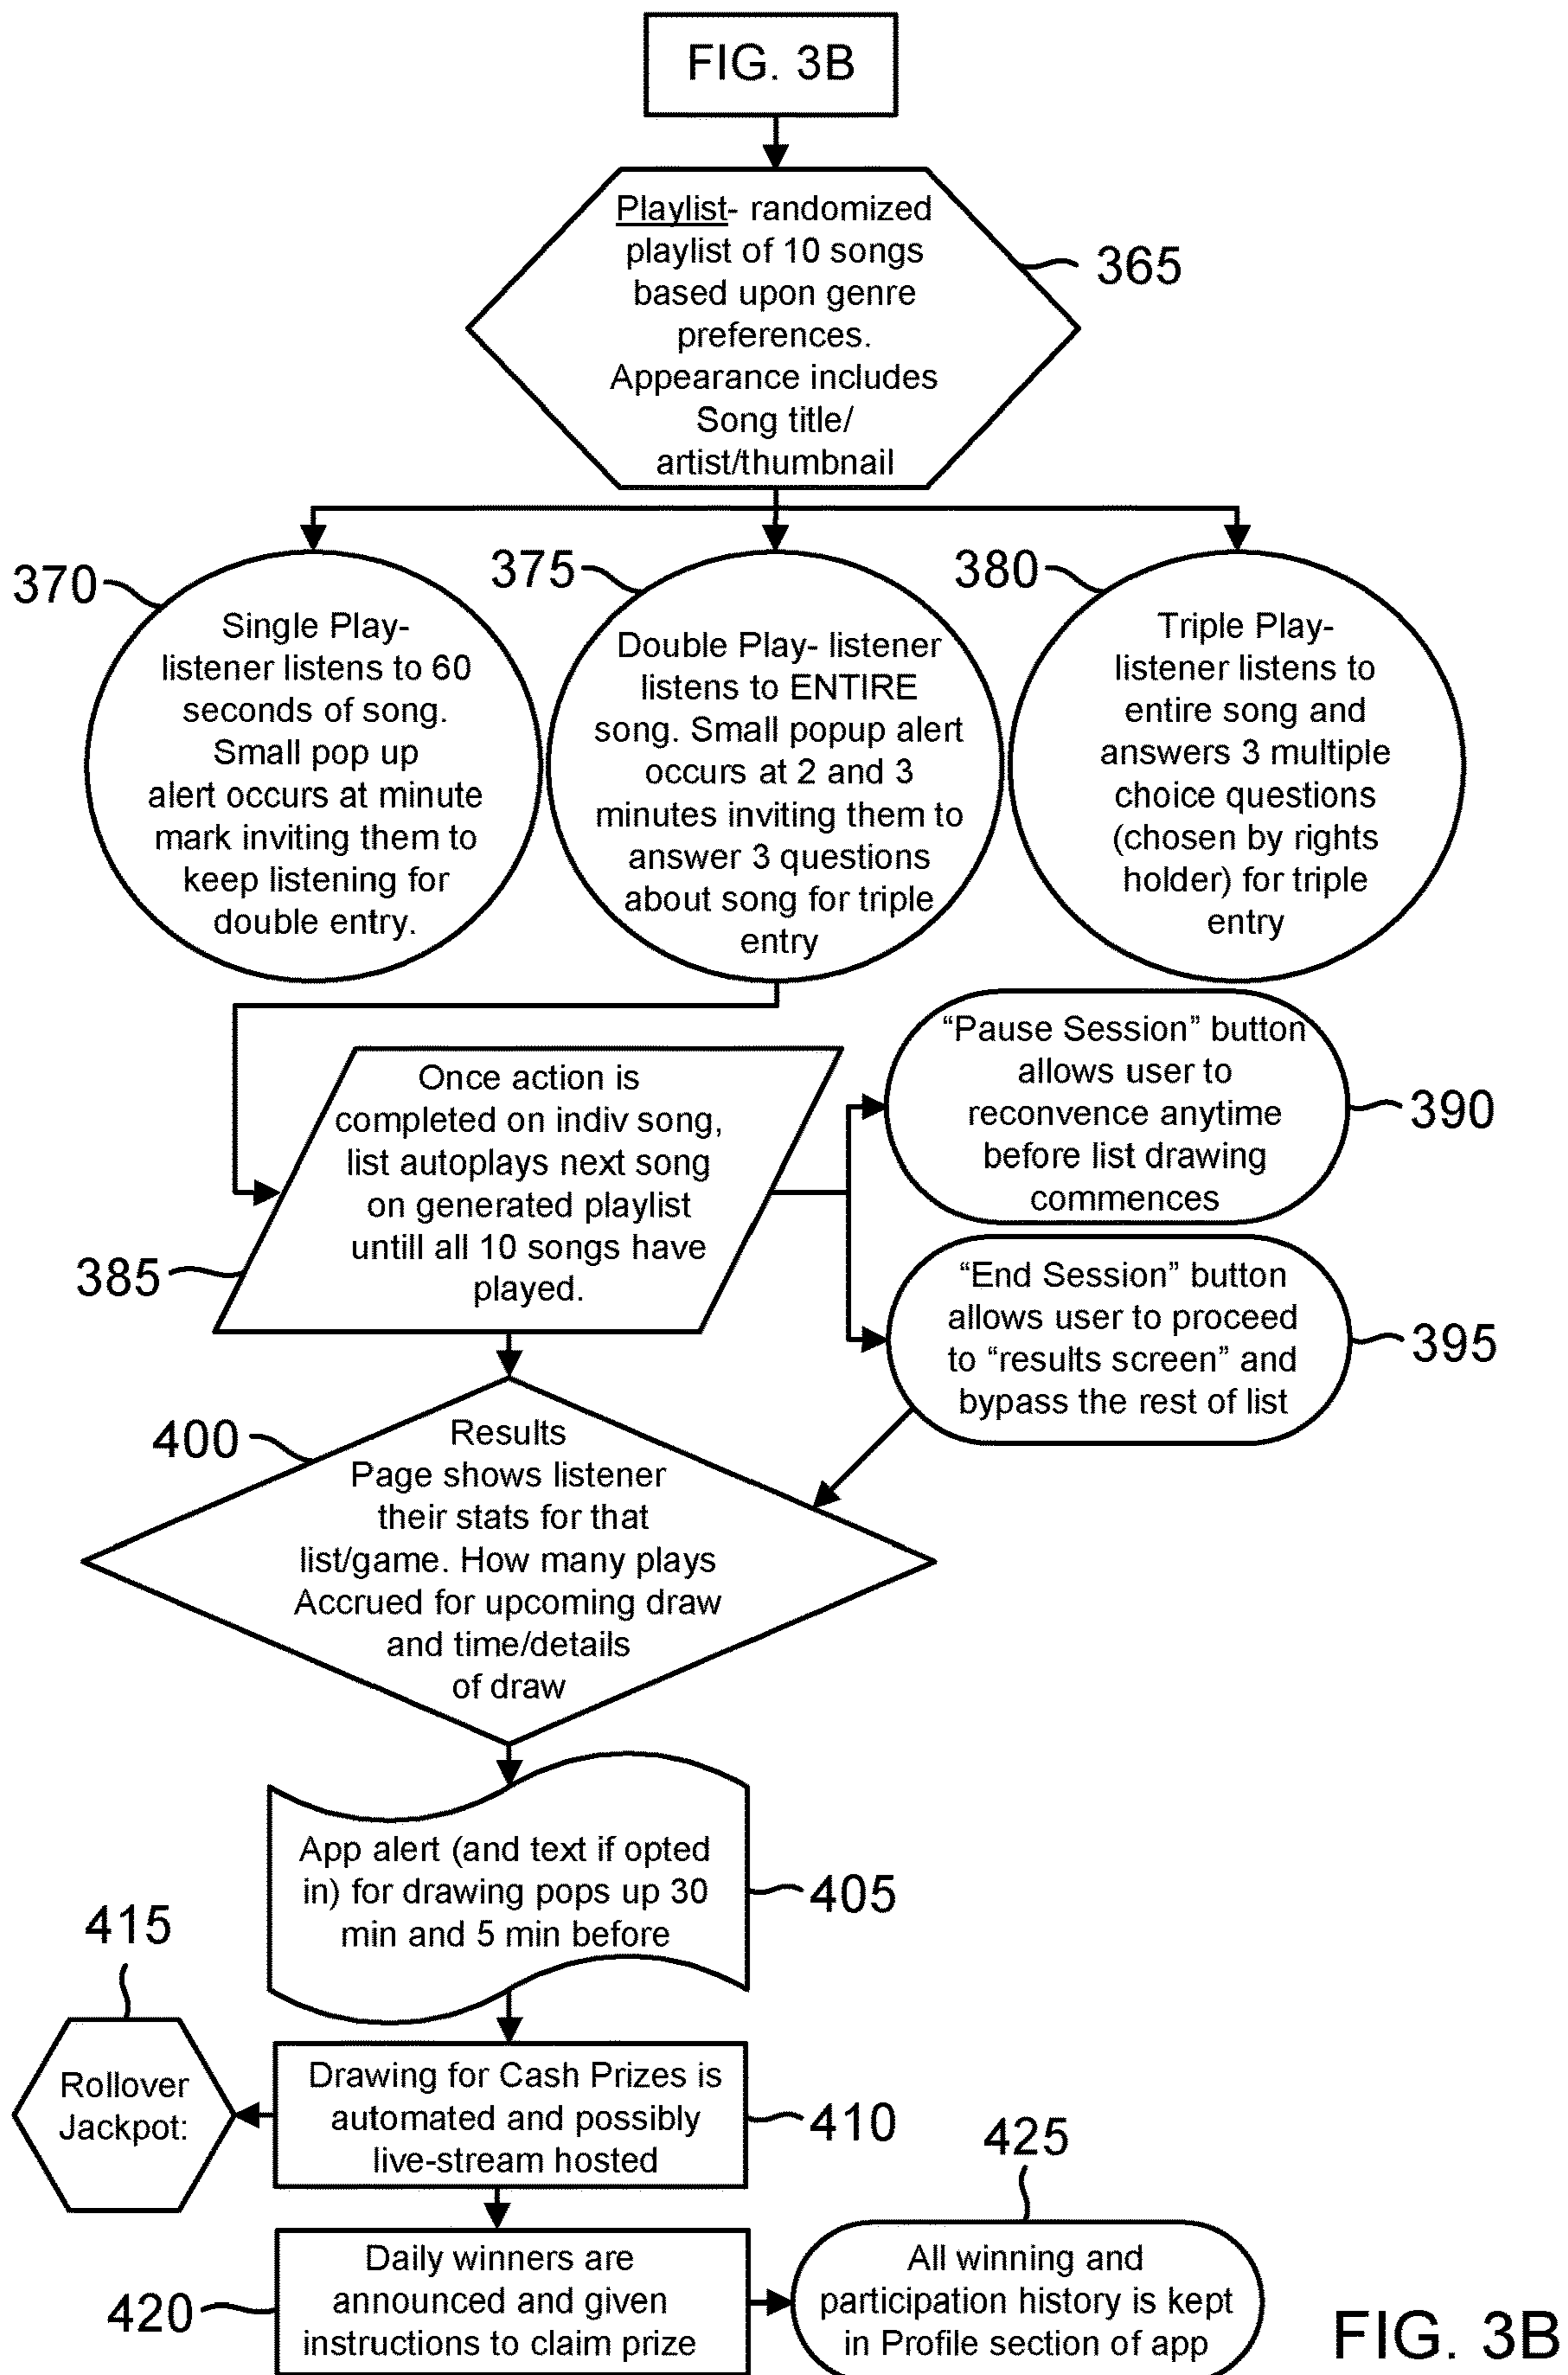 FIG. 3B
Playlist- randomized
playlist of 10 songs
based upon genre
preferences.
Appearance includes
Song title/
artist/thumbnail
365
370
Single Play-
listener listens to 60
seconds of song.
Small pop up
alert occurs at minute
mark inviting them to
keep listening for
double entry.
375
Double Play- listener
listens to ENTIRE
song. Small popup alert
occurs at 2 and 3
minutes inviting them to
answer 3 questions
about song for triple
entry
380
Triple Play-
listener listens to
entire song and
answers 3 multiple
choice questions
(chosen by rights
holder) for triple
entry
Once action is
completed on indiv song,
list autoplays next song
on generated playlist
untill all 10 songs have
played.
385
“Pause Session” button
allows user to
reconvence anytime
before list drawing
commences
390
“End Session” button
allows user to proceed
to “results screen” and
bypass the rest of list
395
400
Results
Page shows listener
their stats for that
list/game. How many plays
Accrued for upcoming draw
and time/details
of draw
App alert (and text if opted
in) for drawing pops up 30
min and 5 min before
405
415
Rollover
Jackpot:
Drawing for Cash Prizes is
automated and possibly
live-stream hosted
410
420
Daily winners are
announced and given
instructions to claim prize
425
All winning and
participation history is kept
in Profile section of app
FIG. 3B